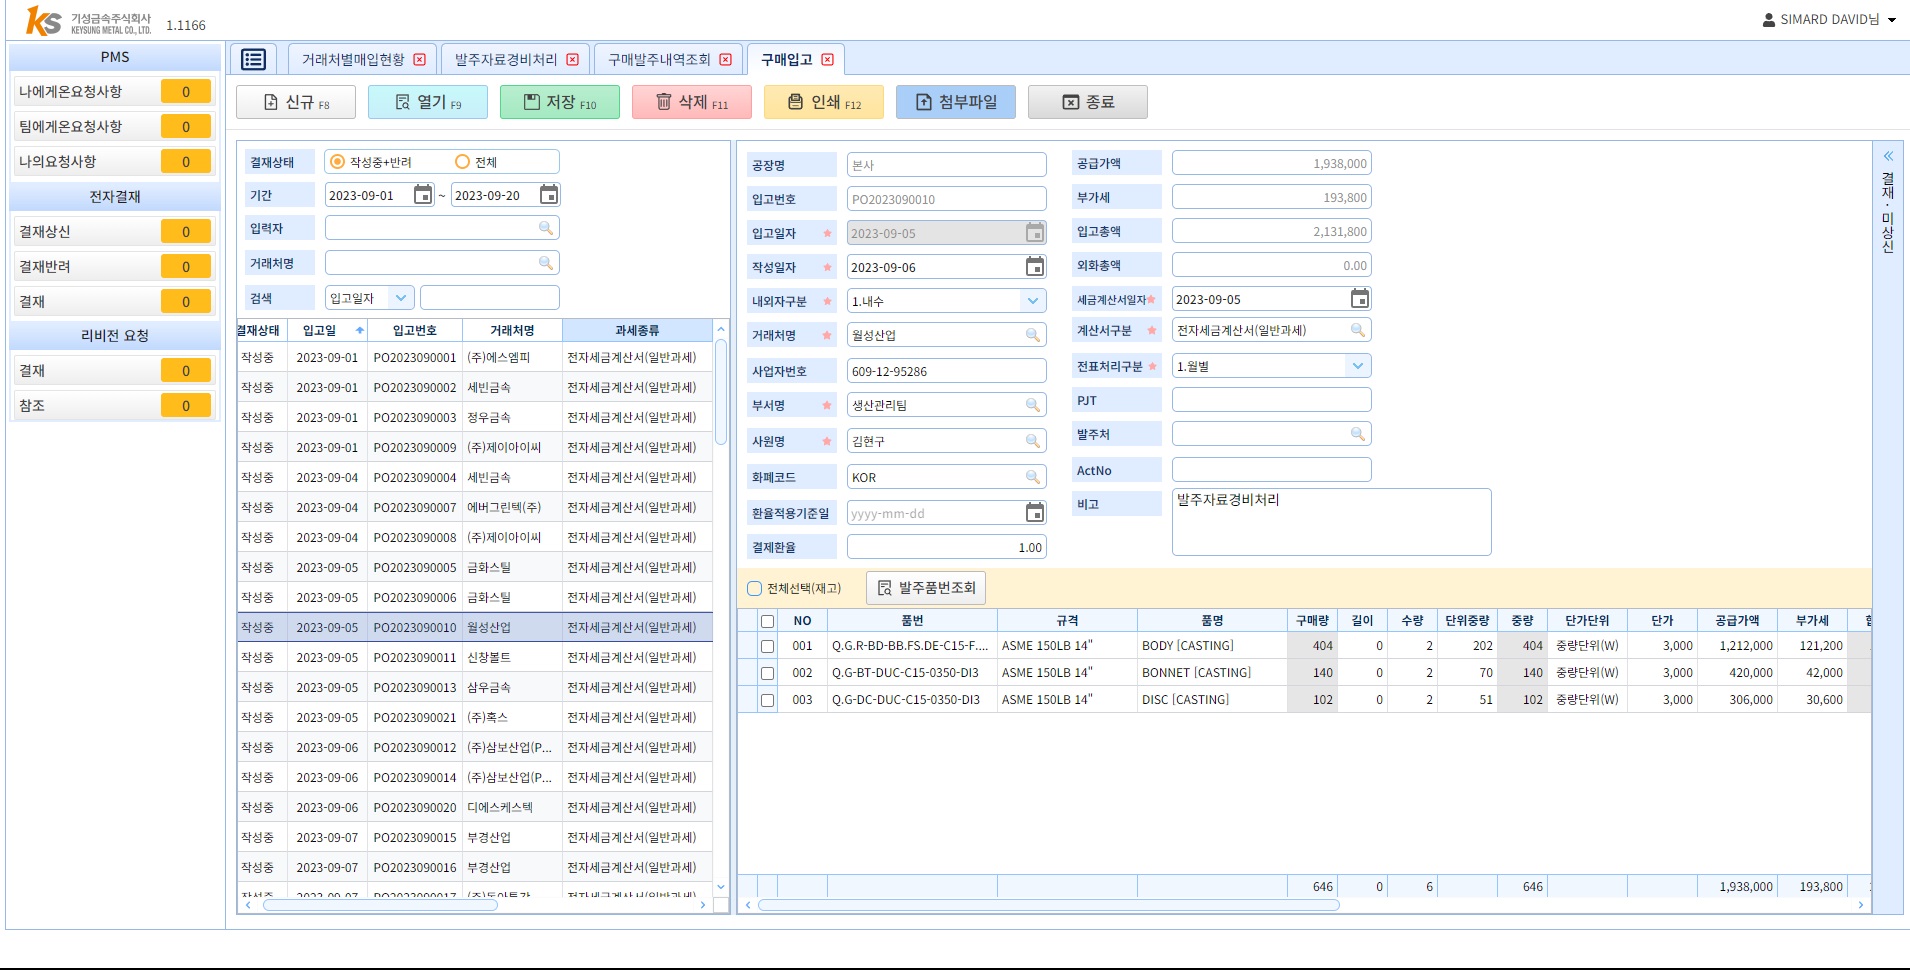 ks 기성금속주식회사 KEYSUNG METAL CO., LTD. 1.1166 SIMARD DAVID님
PMS
나에게온요청사항 0
팀에게온요청사항 0
나의요청사항 0
전자결재
결재상신 0
결재반려 0
결재 0
리비전 요청
결재 0
참조 0
거래처별매입현황 발주자료경비처리 구매발주내역조회 구매입고
신규 F8 열기 F9 저장 F10 삭제 F11 인쇄 F12 첨부파일 종료
결재상태 작성중+반려 전체
기간 2023-09-01 ~ 2023-09-20
입력자
거래처명
검색 입고일자
결재상태 입고일 입고번호 거래처명 과세종류
작성중 2023-09-01 PO2023090001 (주)에스엠피 전자세금계산서(일반과세)
작성중 2023-09-01 PO2023090002 세빈금속 전자세금계산서(일반과세)
작성중 2023-09-01 PO2023090003 정우금속 전자세금계산서(일반과세)
작성중 2023-09-01 PO2023090009 (주)제이아이씨 전자세금계산서(일반과세)
작성중 2023-09-04 PO2023090004 세빈금속 전자세금계산서(일반과세)
작성중 2023-09-04 PO2023090007 에버그린텍(주) 전자세금계산서(일반과세)
작성중 2023-09-04 PO2023090008 (주)제이아이씨 전자세금계산서(일반과세)
작성중 2023-09-05 PO2023090005 금화스틸 전자세금계산서(일반과세)
작성중 2023-09-05 PO2023090006 금화스틸 전자세금계산서(일반과세)
작성중 2023-09-05 PO2023090010 월성산업 전자세금계산서(일반과세)
작성중 2023-09-05 PO2023090011 신창볼트 전자세금계산서(일반과세)
작성중 2023-09-05 PO2023090013 삼우금속 전자세금계산서(일반과세)
작성중 2023-09-05 PO2023090021 (주)혹스 전자세금계산서(일반과세)
작성중 2023-09-06 PO2023090012 (주)삼보산업(P... 전자세금계산서(일반과세)
작성중 2023-09-06 PO2023090014 (주)삼보산업(P... 전자세금계산서(일반과세)
작성중 2023-09-06 PO2023090020 디에스케스텍 전자세금계산서(일반과세)
작성중 2023-09-07 PO2023090015 부경산업 전자세금계산서(일반과세)
작성중 2023-09-07 PO2023090016 부경산업 전자세금계산서(일반과세)
공장명 본사
입고번호 PO2023090010
입고일자 2023-09-05
작성일자 2023-09-06
내외자구분 1.내수
거래처명 월성산업
사업자번호 609-12-95286
부서명 생산관리팀
사원명 김현구
화폐코드 KOR
환율적용기준일 yyyy-mm-dd
결제환율 1.00
공급가액 1,938,000
부가세 193,800
입고총액 2,131,800
외화총액 0.00
세금계산서일자 2023-09-05
계산서구분 전자세금계산서(일반과세)
전표처리구분 1.월별
PJT
발주처
ActNo
비고 발주자료경비처리
결재·미상신
전체선택(재고) 발주품번조회
NO 품번 규격 품명 구매량 길이 수량 단위중량 중량 단가단위 단가 공급가액 부가세
001 Q.G.R-BD-BB.FS.DE-C15-F.... ASME 150LB 14" BODY [CASTING] 404 0 2 202 404 중량단위(W) 3,000 1,212,000 121,200
002 Q.G-BT-DUC-C15-0350-DI3 ASME 150LB 14" BONNET [CASTING] 140 0 2 70 140 중량단위(W) 3,000 420,000 42,000
003 Q.G-DC-DUC-C15-0350-DI3 ASME 150LB 14" DISC [CASTING] 102 0 2 51 102 중량단위(W) 3,000 306,000 30,600
646 0 6 646 1,938,000 193,800